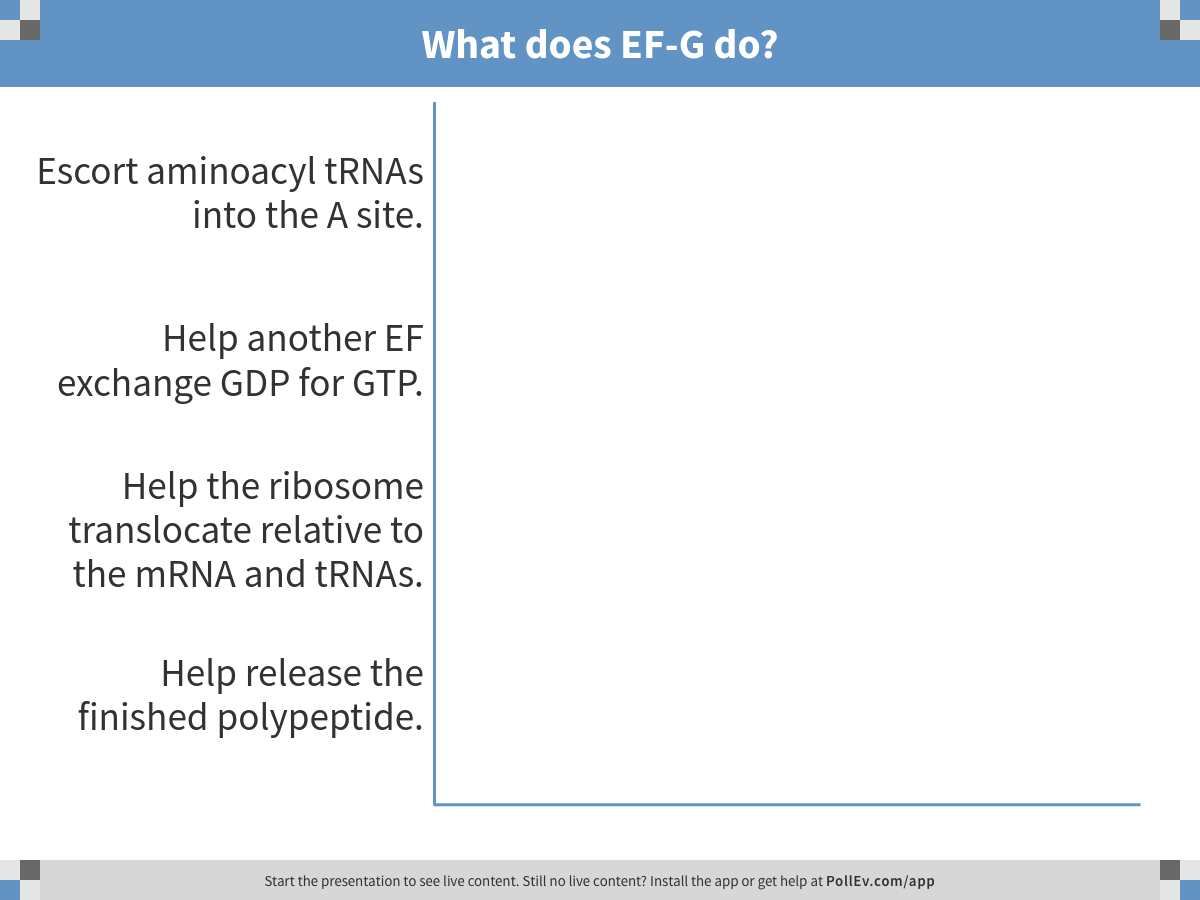 What does EF-G do?
Escort aminoacyl tRNAs
into the A site.
Help another EF
exchange GDP for GTP.
Help the ribosome
translocate relative to
the mRNA and tRNAs.
Help release the
finished polypeptide.
Start the presentation to see live content. Still no live content? Install the app or get help at PollEv.com/app